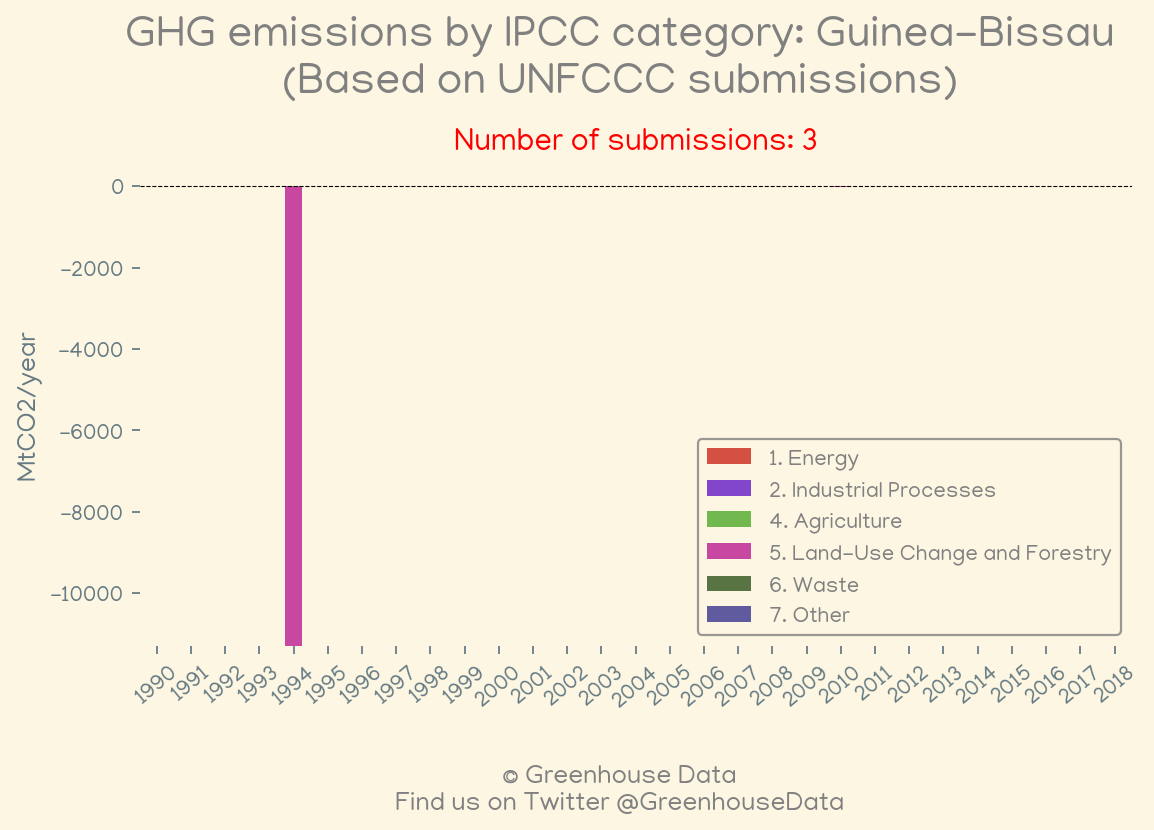 GHG emissions by IPCC category: Guinea-Bissau
(Based on UNFCCC submissions)
Number of submissions: 3
MtCO2/year
0
-2000
-4000
-6000
-8000
-10000
1. Energy
2. Industrial Processes
4. Agriculture
5. Land-Use Change and Forestry
6. Waste
7. Other
1990 1991 1992 1993 1994 1995 1996 1997 1998 1999 2000 2001 2002 2003 2004 2005 2006 2007 2008 2009 2010 2011 2012 2013 2014 2015 2016 2017 2018
© Greenhouse Data
Find us on Twitter @GreenhouseData